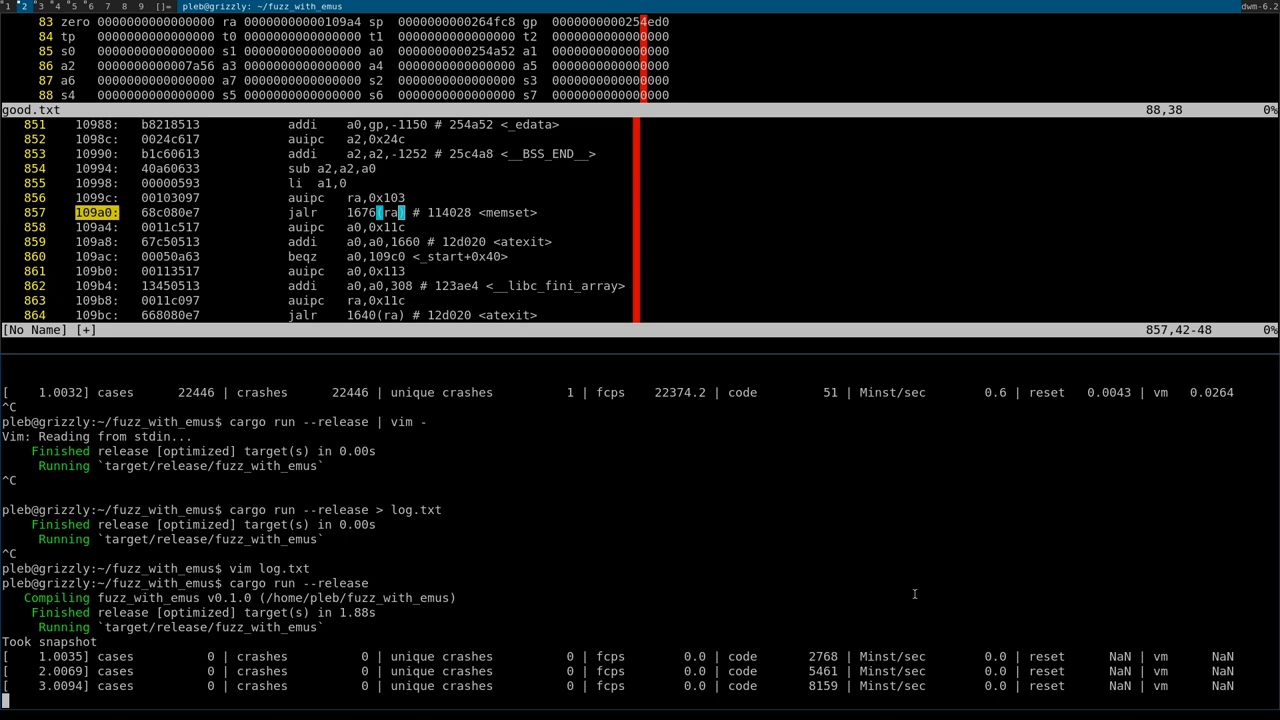 1 2 3 4 5 6 7 8 9 []= pleb@grizzly: ~/fuzz_with_emus dwm-6.2
83 zero 0000000000000000 ra 00000000000109a4 sp 0000000000264fc8 gp 0000000000254ed0
84 tp 0000000000000000 t0 0000000000000000 t1 0000000000000000 t2 0000000000000000
85 s0 0000000000000000 s1 0000000000000000 a0 0000000000254a52 a1 0000000000000000
86 a2 0000000000007a56 a3 0000000000000000 a4 0000000000000000 a5 0000000000000000
87 a6 0000000000000000 a7 0000000000000000 s2 0000000000000000 s3 0000000000000000
88 s4 0000000000000000 s5 0000000000000000 s6 0000000000000000 s7 0000000000000000
good.txt 88,38 0%
851 10988: b8218513 addi a0,gp,-1150 # 254a52 <_edata>
852 1098c: 0024c617 auipc a2,0x24c
853 10990: b1c60613 addi a2,a2,-1252 # 25c4a8 <__BSS_END__>
854 10994: 40a60633 sub a2,a2,a0
855 10998: 00000593 li a1,0
856 1099c: 00103097 auipc ra,0x103
857 109a0: 68c080e7 jalr 1676(ra) # 114028 <memset>
858 109a4: 0011c517 auipc a0,0x11c
859 109a8: 67c50513 addi a0,a0,1660 # 12d020 <atexit>
860 109ac: 00050a63 beqz a0,109c0 <_start+0x40>
861 109b0: 00113517 auipc a0,0x113
862 109b4: 13450513 addi a0,a0,308 # 123ae4 <__libc_fini_array>
863 109b8: 0011c097 auipc ra,0x11c
864 109bc: 668080e7 jalr 1640(ra) # 12d020 <atexit>
[No Name] [+] 857,42-48 0%
[ 1.0032] cases 22446 | crashes 22446 | unique crashes 1 | fcps 22374.2 | code 51 | Minst/sec 0.6 | reset 0.0043 | vm 0.0264
^C
pleb@grizzly:~/fuzz_with_emus$ cargo run --release | vim -
Vim: Reading from stdin...
Finished release [optimized] target(s) in 0.00s
Running `target/release/fuzz_with_emus`
^C
pleb@grizzly:~/fuzz_with_emus$ cargo run --release > log.txt
Finished release [optimized] target(s) in 0.00s
Running `target/release/fuzz_with_emus`
^C
pleb@grizzly:~/fuzz_with_emus$ vim log.txt
pleb@grizzly:~/fuzz_with_emus$ cargo run --release
Compiling fuzz_with_emus v0.1.0 (/home/pleb/fuzz_with_emus)
Finished release [optimized] target(s) in 1.88s
Running `target/release/fuzz_with_emus`
Took snapshot
[ 1.0035] cases 0 | crashes 0 | unique crashes 0 | fcps 0.0 | code 2768 | Minst/sec 0.0 | reset NaN | vm NaN
[ 2.0069] cases 0 | crashes 0 | unique crashes 0 | fcps 0.0 | code 5461 | Minst/sec 0.0 | reset NaN | vm NaN
[ 3.0094] cases 0 | crashes 0 | unique crashes 0 | fcps 0.0 | code 8159 | Minst/sec 0.0 | reset NaN | vm NaN